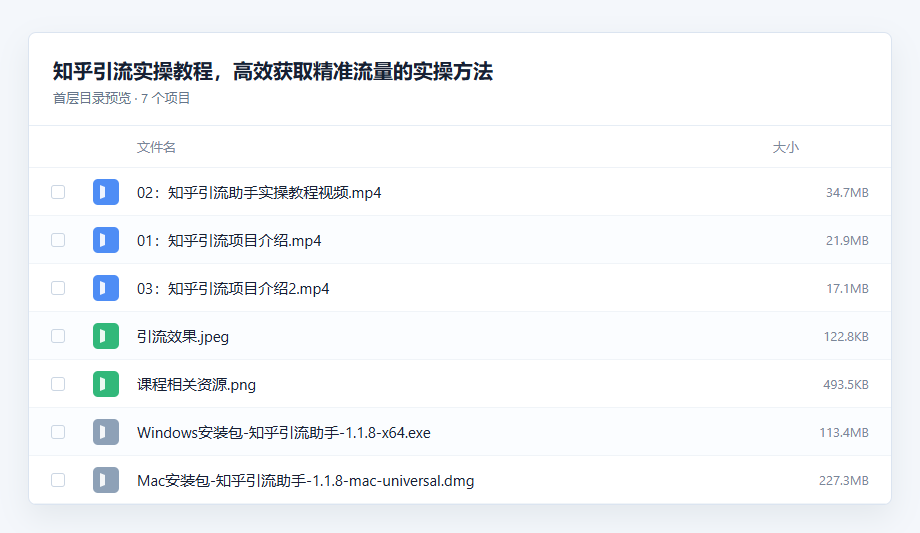 知乎引流实操教程，高效获取精准流量的实操方法
首层目录预览 · 7 个项目
文件名 大小
02：知乎引流助手实操教程视频.mp4 34.7MB
01：知乎引流项目介绍.mp4 21.9MB
03：知乎引流项目介绍2.mp4 17.1MB
引流效果.jpeg 122.8KB
课程相关资源.png 493.5KB
Windows安装包-知乎引流助手-1.1.8-x64.exe 113.4MB
Mac安装包-知乎引流助手-1.1.8-mac-universal.dmg 227.3MB